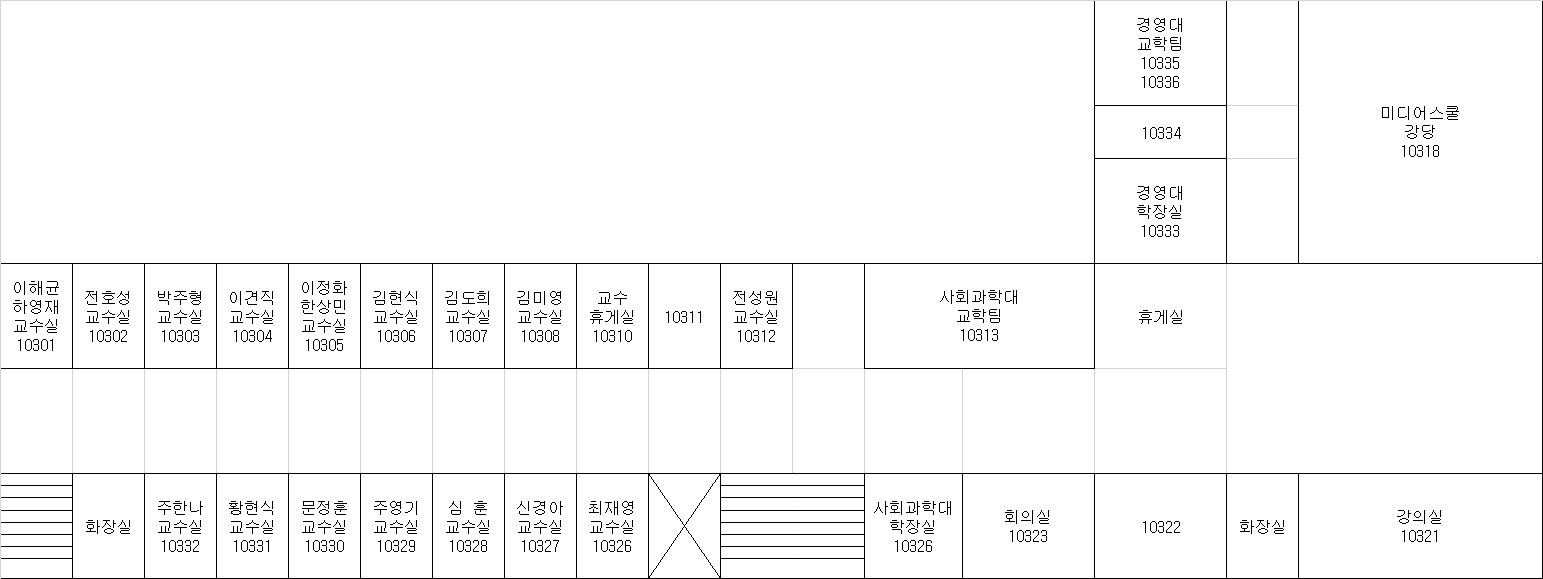 경영대
교학팀
10335
10336
10334
경영대
학장실
10333
미디어스쿨
강당
10318
이해균
하영재
교수실
10301
전호성
교수실
10302
박주형
교수실
10303
이견직
교수실
10304
이정화
한상민
교수실
10305
김현식
교수실
10306
김도희
교수실
10307
김미영
교수실
10308
교수
휴게실
10310
10311
전성원
교수실
10312
사회과학대
교학팀
10313
휴게실
화장실
주한나
교수실
10332
황현식
교수실
10331
문정훈
교수실
10330
주영기
교수실
10329
심 훈
교수실
10328
신경아
교수실
10327
최재영
교수실
10326
사회과학대
학장실
10326
회의실
10323
10322
화장실
강의실
10321